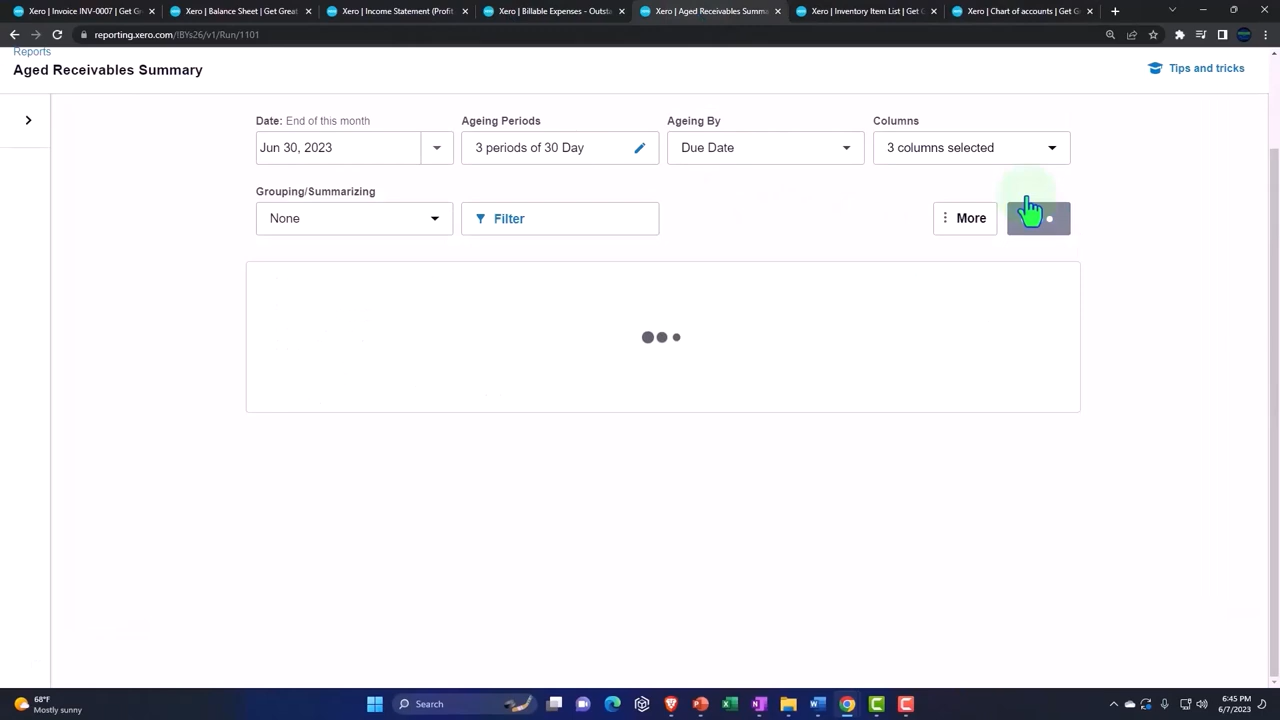 Xero | Invoice INV-0007 | Get G
Xero | Balance Sheet | Get Great
Xero | Income Statement (Profit
Xero | Billable Expenses - Outsta
Xero | Aged Receivables Summa
Xero | Inventory Item List | Get
Xero | Chart of accounts | Get G
reporting.xero.com/!BYs26/v1/Run/1101
Reports
Aged Receivables Summary
Tips and tricks
Date: End of this month
Ageing Periods
Ageing By
Columns
Jun 30, 2023
3 periods of 30 Day
Due Date
3 columns selected
Grouping/Summarizing
None
Filter
More
68°F
Mostly sunny
Search
6:45 PM
6/7/2023